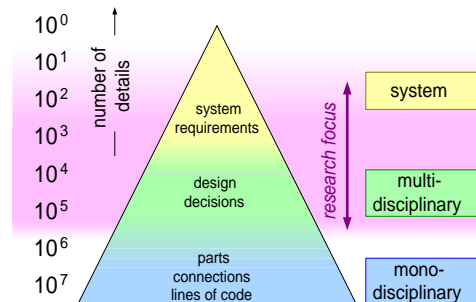 10⁰
10¹
10²
10³
10⁴
10⁵
10⁶
10⁷
number of
details
system
requirements
design
decisions
parts
connections
lines of code
research focus
system
multi-
disciplinary
mono-
disciplinary